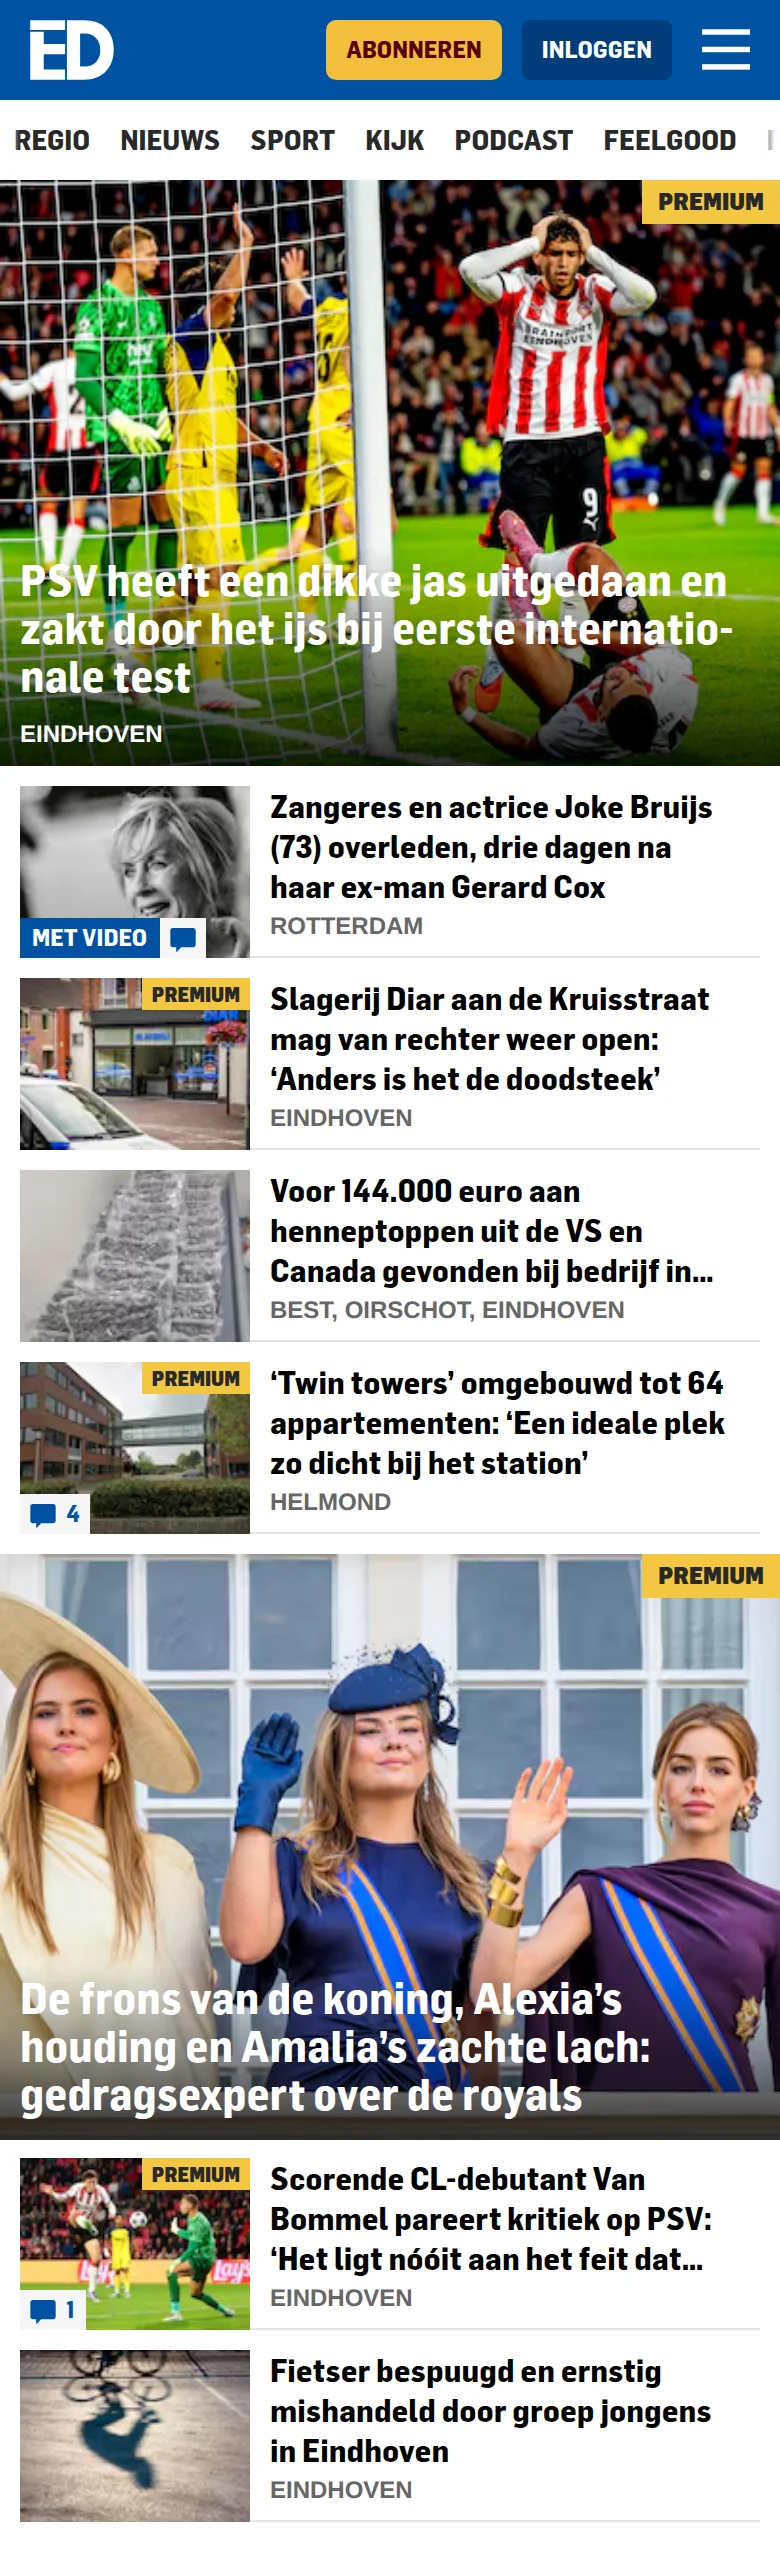 ED
ABONNEREN
INLOGGEN
REGIO NIEUWS SPORT KIJK PODCAST FEELGOOD
PREMIUM
BRAINPORT
EINDHOVEN
9
2
PSV heeft een dikke jas uitgedaan en
zakt door het ijs bij eerste internatio-
nale test
EINDHOVEN
Zangeres en actrice Joke Bruijs
(73) overleden, drie dagen na
haar ex-man Gerard Cox
ROTTERDAM
MET VIDEO
PREMIUM
Slagerij Diar aan de Kruisstraat
mag van rechter weer open:
‘Anders is het de doodsteek’
EINDHOVEN
Voor 144.000 euro aan
henneptoppen uit de VS en
Canada gevonden bij bedrijf in...
BEST, OIRSCHOT, EINDHOVEN
PREMIUM
4
‘Twin towers’ omgebouwd tot 64
appartementen: ‘Een ideale plek
zo dicht bij het station’
HELMOND
PREMIUM
De frons van de koning, Alexia’s
houding en Amalia’s zachte lach:
gedragsexpert over de royals
PREMIUM
Lay's
1
Scorende CL-debutant Van
Bommel pareert kritiek op PSV:
‘Het ligt nóóit aan het feit dat...
EINDHOVEN
Fietser bespuugd en ernstig
mishandeld door groep jongens
in Eindhoven
EINDHOVEN